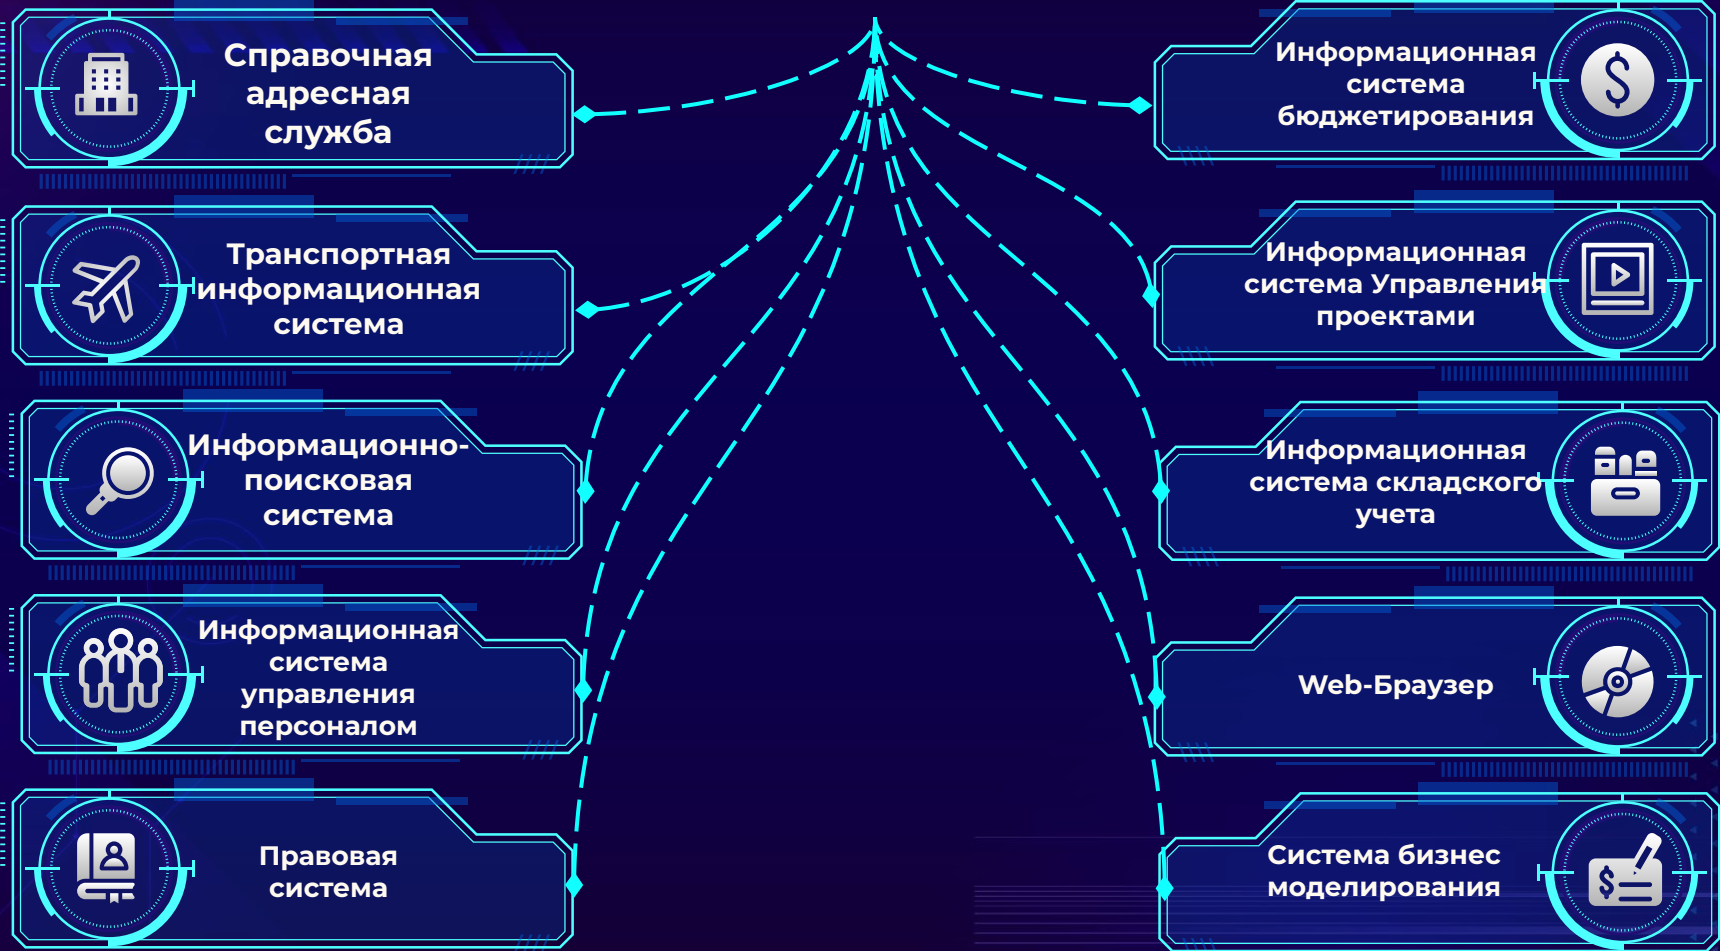 Справочная
адресная
служба
Транспортная
информационная
система
Информационно-
поисковая
система
Информационная
система
управления
персоналом
Правовая
система
Информационная
система
бюджетирования
Информационная
система Управления
проектами
Информационная
система складского
учета
Web-Браузер
Система бизнес
моделирования